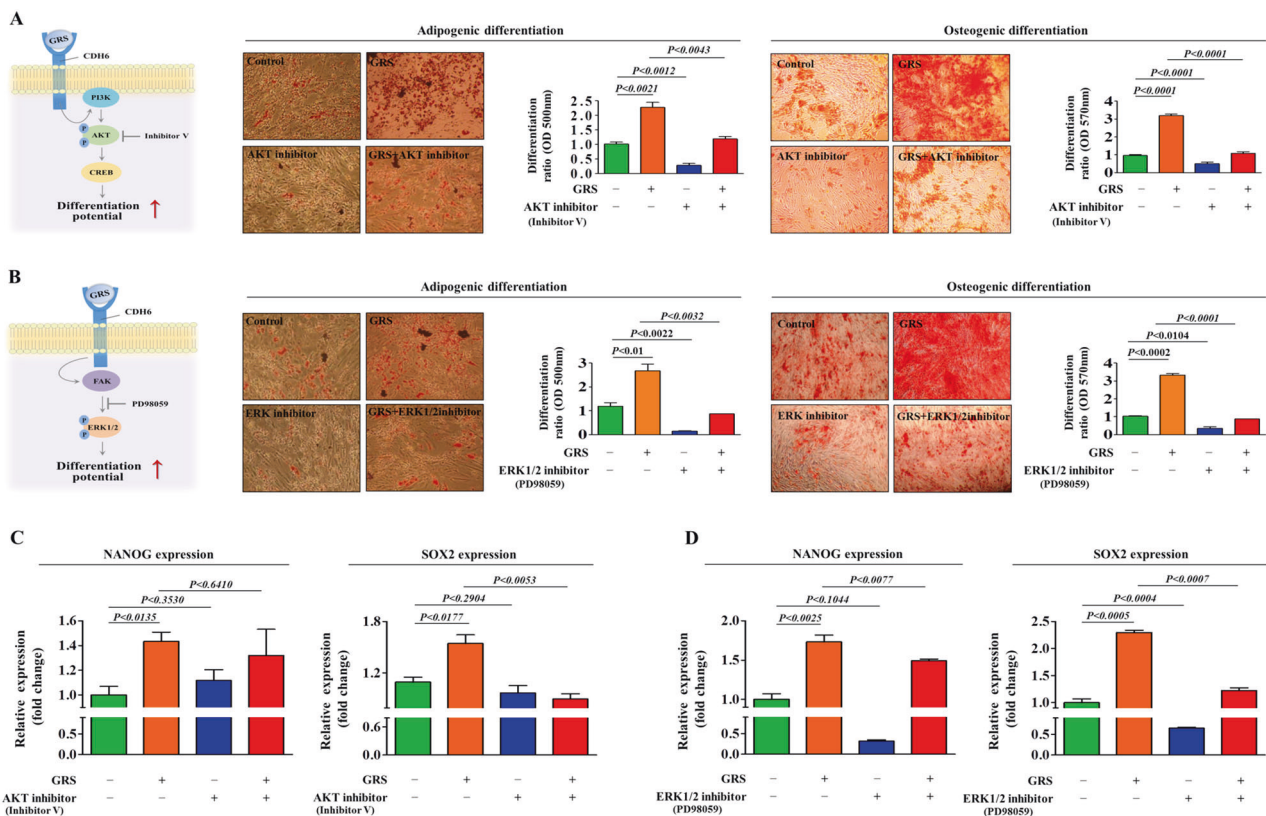 A
GRS
CDH6
PI3K
P
AKT
P
Inhibitor V
CREB
Differentiation
potential
Adipogenic differentiation
Control
GRS
AKT inhibitor
GRS+AKT inhibitor
P<0.0043
P<0.0012
P<0.0021
Differentiation
ratio (OD 500nm)
2.5
2.0
1.5
1.0
0.5
0.0
GRS – + – +
AKT inhibitor – – + +
(Inhibitor V)
Osteogenic differentiation
Control
GRS
AKT inhibitor
GRS+AKT inhibitor
P<0.0001
P<0.0001
P<0.0001
Differentiation
ratio (OD 570nm)
4
3
2
1
0
GRS – + – +
AKT inhibitor – – + +
(Inhibitor V)
B
GRS
CDH6
FAK
PD98059
P
ERK1/2
P
Differentiation
potential
Adipogenic differentiation
Control
GRS
ERK inhibitor
GRS+ERK1/2inhibitor
P<0.0032
P<0.0022
P<0.01
Differentiation
ratio (OD 500nm)
3
2
1
0
GRS – + – +
ERK1/2 inhibitor – – + +
(PD98059)
Osteogenic differentiation
Control
GRS
ERK inhibitor
GRS+ERK1/2inhibitor
P<0.0001
P<0.0104
P<0.0002
Differentiation
ratio (OD 570nm)
4
3
2
1
0
GRS – + – +
ERK1/2 inhibitor – – + +
(PD98059)
C
NANOG expression
P<0.6410
P<0.3530
P<0.0135
Relative expression
(fold change)
1.6
1.4
1.2
1.0
0.5
0.0
GRS – + – +
AKT inhibitor – – + +
(Inhibitor V)
SOX2 expression
P<0.0053
P<0.2904
P<0.0177
Relative expression
(fold change)
1.8
1.2
0.6
0.0
GRS – + – +
AKT inhibitor – – + +
(Inhibitor V)
D
NANOG expression
P<0.0077
P<0.1044
P<0.0025
Relative expression
(fold change)
2.0
1.5
1.0
0.5
0.0
GRS – + – +
ERK1/2 inhibitor – – + +
(PD98059)
SOX2 expression
P<0.0007
P<0.0004
P<0.0005
Relative expression
(fold change)
2.5
2.0
1.5
1.0
0.5
0.0
GRS – + – +
ERK1/2 inhibitor – – + +
(PD98059)